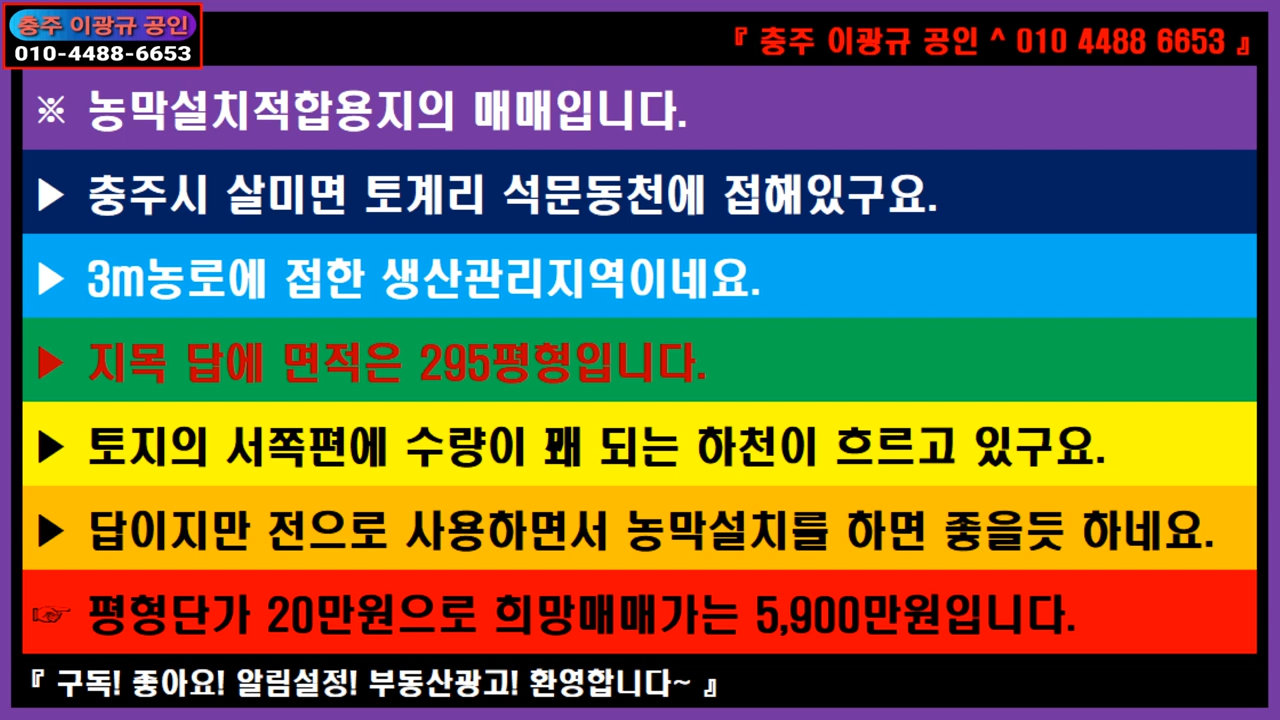 충주 이광규 공인
010-4488-6653
『 충주 이광규 공인 ^ 010 4488 6653 』
※ 농막설치적합용지의 매매입니다.
▶ 충주시 살미면 토계리 석문동천에 접해있구요.
▶ 3m농로에 접한 생산관리지역이네요.
▶ 지목 답에 면적은 295평형입니다.
▶ 토지의 서쪽편에 수량이 꽤 되는 하천이 흐르고 있구요.
▶ 답이지만 전으로 사용하면서 농막설치를 하면 좋을듯 하네요.
☞ 평형단가 20만원으로 희망매매가는 5,900만원입니다.
『 구독! 좋아요! 알림설정! 부동산광고! 환영합니다~ 』